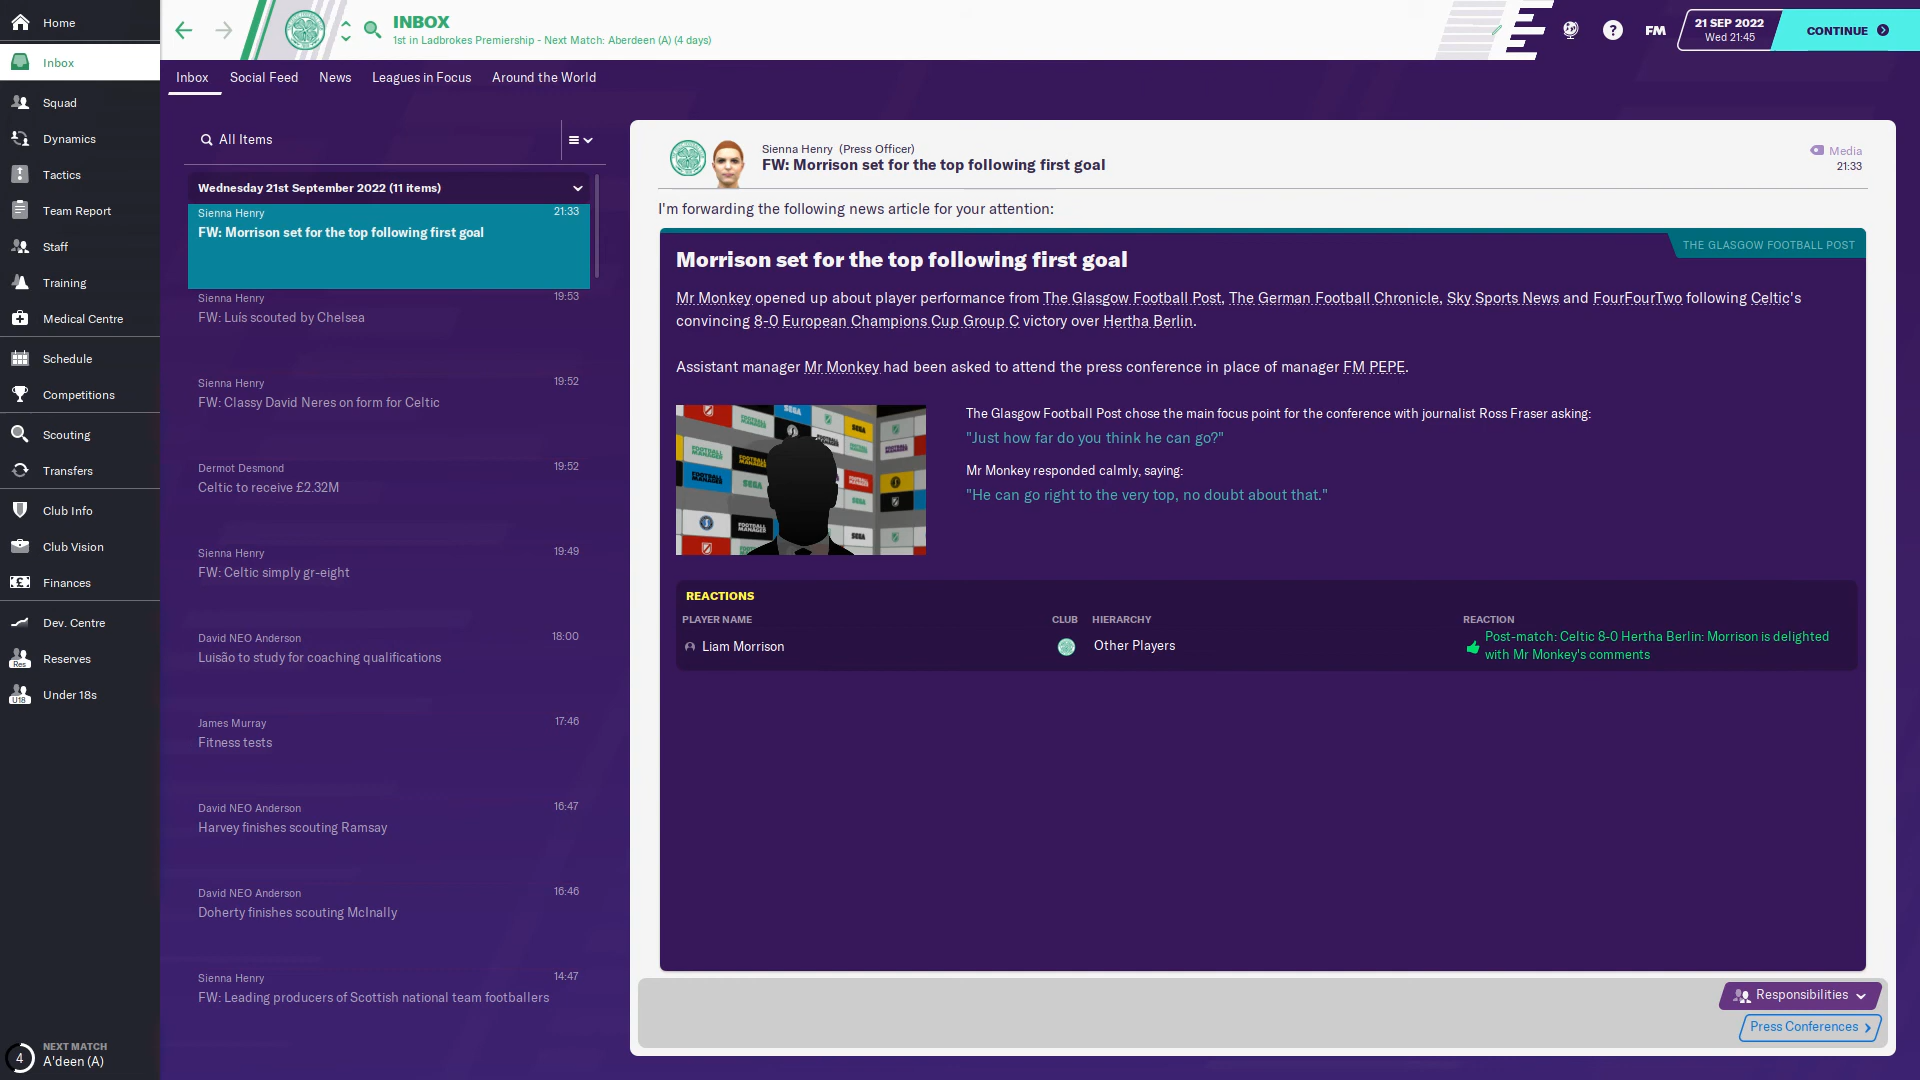 Home
Inbox
Squad
Dynamics
Tactics
Team Report
Staff
Training
Medical Centre
Schedule
Competitions
Scouting
Transfers
Club Info
Club Vision
Finances
Dev. Centre
Res
Reserves
U18
Under 18s
4
NEXT MATCH
A'deen (A)
INBOX
1st in Ladbrokes Premiership - Next Match: Aberdeen (A) (4 days)
?
FM
21 SEP 2022
Wed 21:45
CONTINUE
Inbox
Social Feed
News
Leagues in Focus
Around the World
All Items
Wednesday 21st September 2022 (11 items)
Sienna Henry 21:33
FW: Morrison set for the top following first goal
Sienna Henry 19:53
FW: Luís scouted by Chelsea
Sienna Henry 19:52
FW: Classy David Neres on form for Celtic
Dermot Desmond 19:52
Celtic to receive £2.32M
Sienna Henry 19:49
FW: Celtic simply gr-eight
David NEO Anderson 18:00
Luisão to study for coaching qualifications
James Murray 17:46
Fitness tests
David NEO Anderson 16:47
Harvey finishes scouting Ramsay
David NEO Anderson 16:46
Doherty finishes scouting McInally
Sienna Henry 14:47
FW: Leading producers of Scottish national team footballers
Sienna Henry (Press Officer)
FW: Morrison set for the top following first goal
Media
21:33
I'm forwarding the following news article for your attention:
THE GLASGOW FOOTBALL POST
Morrison set for the top following first goal
Mr Monkey opened up about player performance from The Glasgow Football Post, The German Football Chronicle, Sky Sports News and FourFourTwo following Celtic's
convincing 8-0 European Champions Cup Group C victory over Hertha Berlin.
Assistant manager Mr Monkey had been asked to attend the press conference in place of manager FM PEPE.
SEGA
FOOTBALL MANAGER
The Glasgow Football Post chose the main focus point for the conference with journalist Ross Fraser asking:
"Just how far do you think he can go?"
Mr Monkey responded calmly, saying:
"He can go right to the very top, no doubt about that."
REACTIONS
PLAYER NAME CLUB HIERARCHY REACTION
Liam Morrison Other Players
Post-match: Celtic 8-0 Hertha Berlin: Morrison is delighted
with Mr Monkey's comments
Responsibilities
Press Conferences